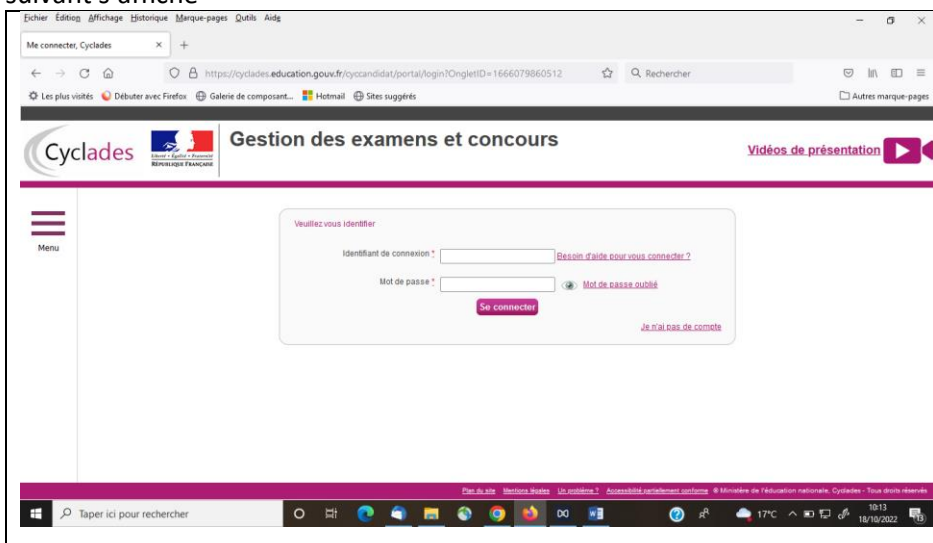 suivant s'affiche
Fichier Édition Affichage Historique Marque-pages Outils Aide
Me connecter, Cyclades × +
https://cyclades.education.gouv.fr/cyccandidat/portal/login?OngletID=1666079860512 Rechercher
Les plus visités Débuter avec Firefox Galerie de composant... Hotmail Sites suggérés Autres marque-pages
Cyclades
Liberté • Égalité • Fraternité
RÉPUBLIQUE FRANÇAISE
Gestion des examens et concours
Vidéos de présentation
Menu
Veuillez vous identifier
Identifiant de connexion * Besoin d'aide pour vous connecter ?
Mot de passe * Mot de passe oublié
Se connecter
Je n'ai pas de compte
Plan du site Mentions légales Un problème ? Accessibilité partiellement conforme © Ministère de l'éducation nationale, Cyclades - Tous droits réservés
Taper ici pour rechercher 17°C 10:13
18/10/2022 13